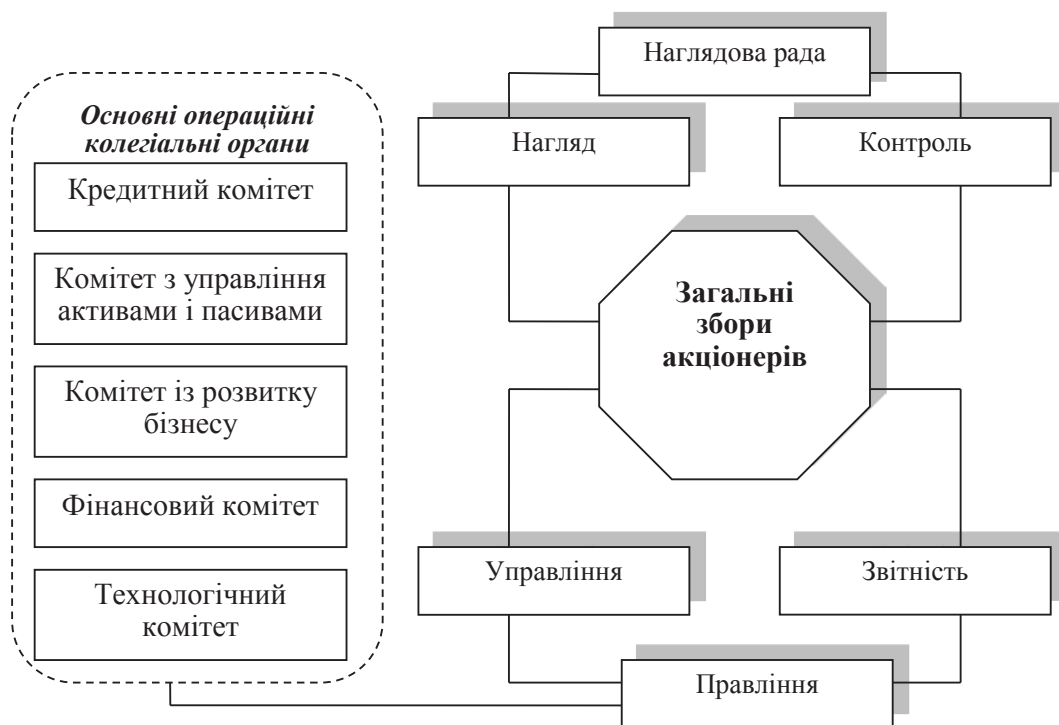 Основні операційні
колегіальні органи
Кредитний комітет
Комітет з управління
активами і пасивами
Комітет із розвитку
бізнесу
Фінансовий комітет
Технологічний
комітет
Наглядова рада
Нагляд
Контроль
Загальні
збори
акціонерів
Управління
Звітність
Правління